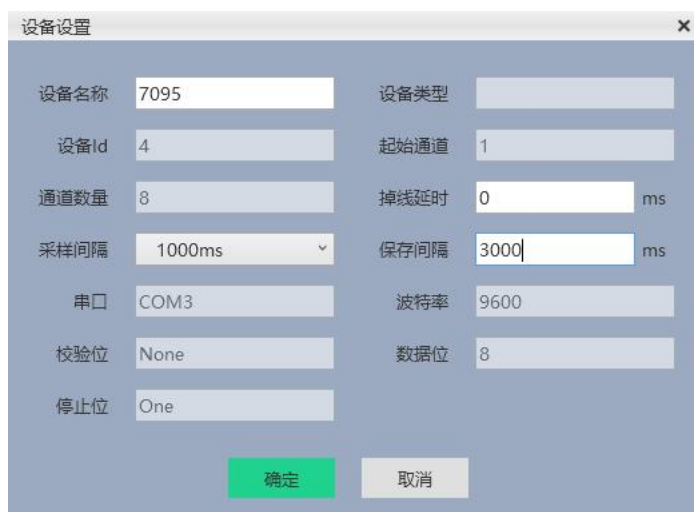 设备设置
设备名称 7095 设备类型
设备Id 4 起始通道 1
通道数量 8 掉线延时 0 ms
采样间隔 1000ms 保存间隔 3000 ms
串口 COM3 波特率 9600
校验位 None 数据位 8
停止位 One
确定 取消